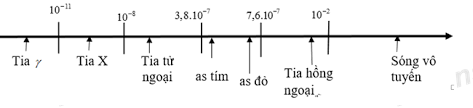 10⁻¹¹ 10⁻⁸ 3,8.10⁻⁷ 7,6.10⁻⁷ 10⁻²
Tia γ Tia X Tia tử ngoại as tím as đỏ Tia hồng ngoại Sóng vô tuyến